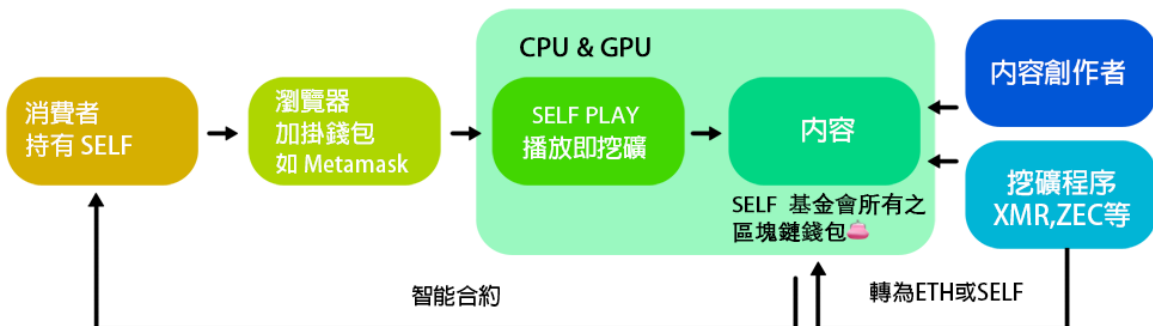 CPU & GPU
消費者
持有 SELF
瀏覽器
加掛錢包
如 Metamask
SELF PLAY
播放即挖礦
內容
內容創作者
挖礦程序
XMR,ZEC等
SELF 基金會所有之
區塊鏈錢包
智能合約
轉為ETH或SELF